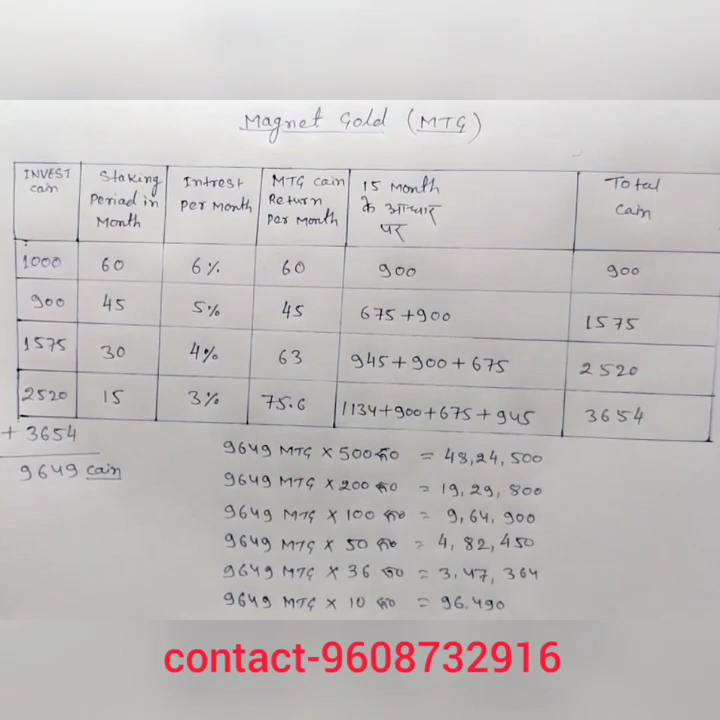 Magnet Gold (MTG)
INVEST cain | Staking Periad in Month | Intrest Per Month | MTG cain Return Per Month | 15 Month के आधार पर | Total cain
1000 | 60 | 6% | 60 | 900 | 900
900 | 45 | 5% | 45 | 675+900 | 1575
1575 | 30 | 4% | 63 | 945+900+675 | 2520
2520 | 15 | 3% | 75.6 | 1134+900+675+945 | 3654
+ 3654
9649 cain
9649 MTG X 500 रू0 = 48,24,500
9649 MTG X 200 रू0 = 19,29,800
9649 MTG X 100 रू0 = 9,64,900
9649 MTG X 50 रू0 = 4,82,450
9649 MTG X 36 रू0 = 3,47,364
9649 MTG X 10 रू0 = 96,490
contact-9608732916